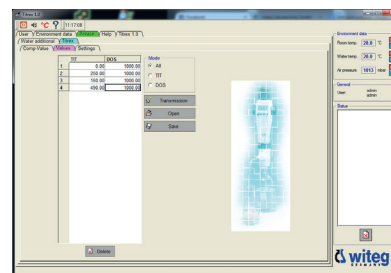 Titrex 1.0
°C ? 11:17:08
User Environment data Device Help Titrex 1.0
Water additional Titrex
Comp-Value Values Settings
TIT DOS
1 0.00 1000.00
2 250.00 1000.00
3 150.00 1000.00
4 490.00 1000.00
Mode
All
TIT
DOS
Transmission
Open
Save
Delete
Environment data
Room temp. 20.0 °C
Water temp. 20.0 °C
Air pressure 1013 mbar
General
User: admin
admin
Status
witeg
GERMANY